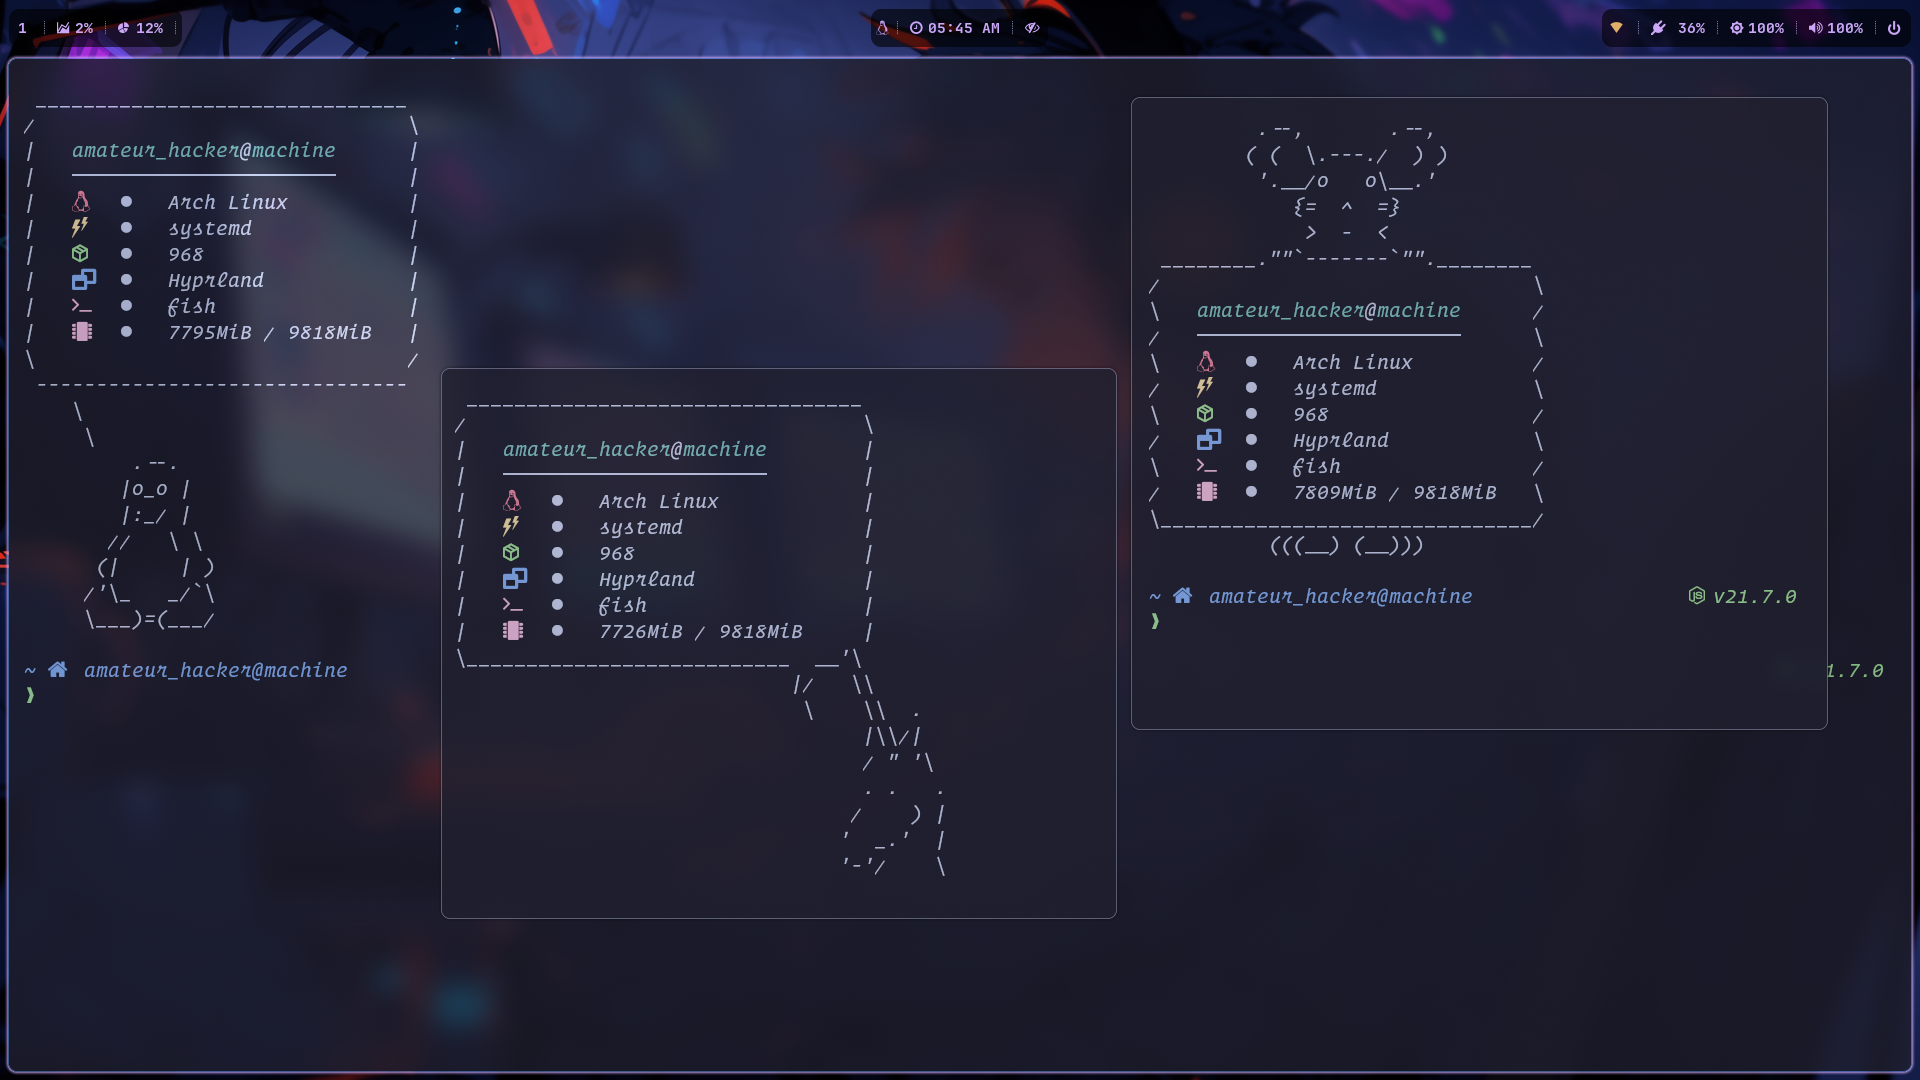 1 2% 12%
05:45 AM
36% 100% 100%
amateur_hacker@machine
Arch Linux
systemd
968
Hyprland
fish
7795MiB / 9818MiB
~ amateur_hacker@machine
❱
amateur_hacker@machine
Arch Linux
systemd
968
Hyprland
fish
7726MiB / 9818MiB
amateur_hacker@machine
Arch Linux
systemd
968
Hyprland
fish
7809MiB / 9818MiB
~ amateur_hacker@machine v21.7.0
❱
1.7.0